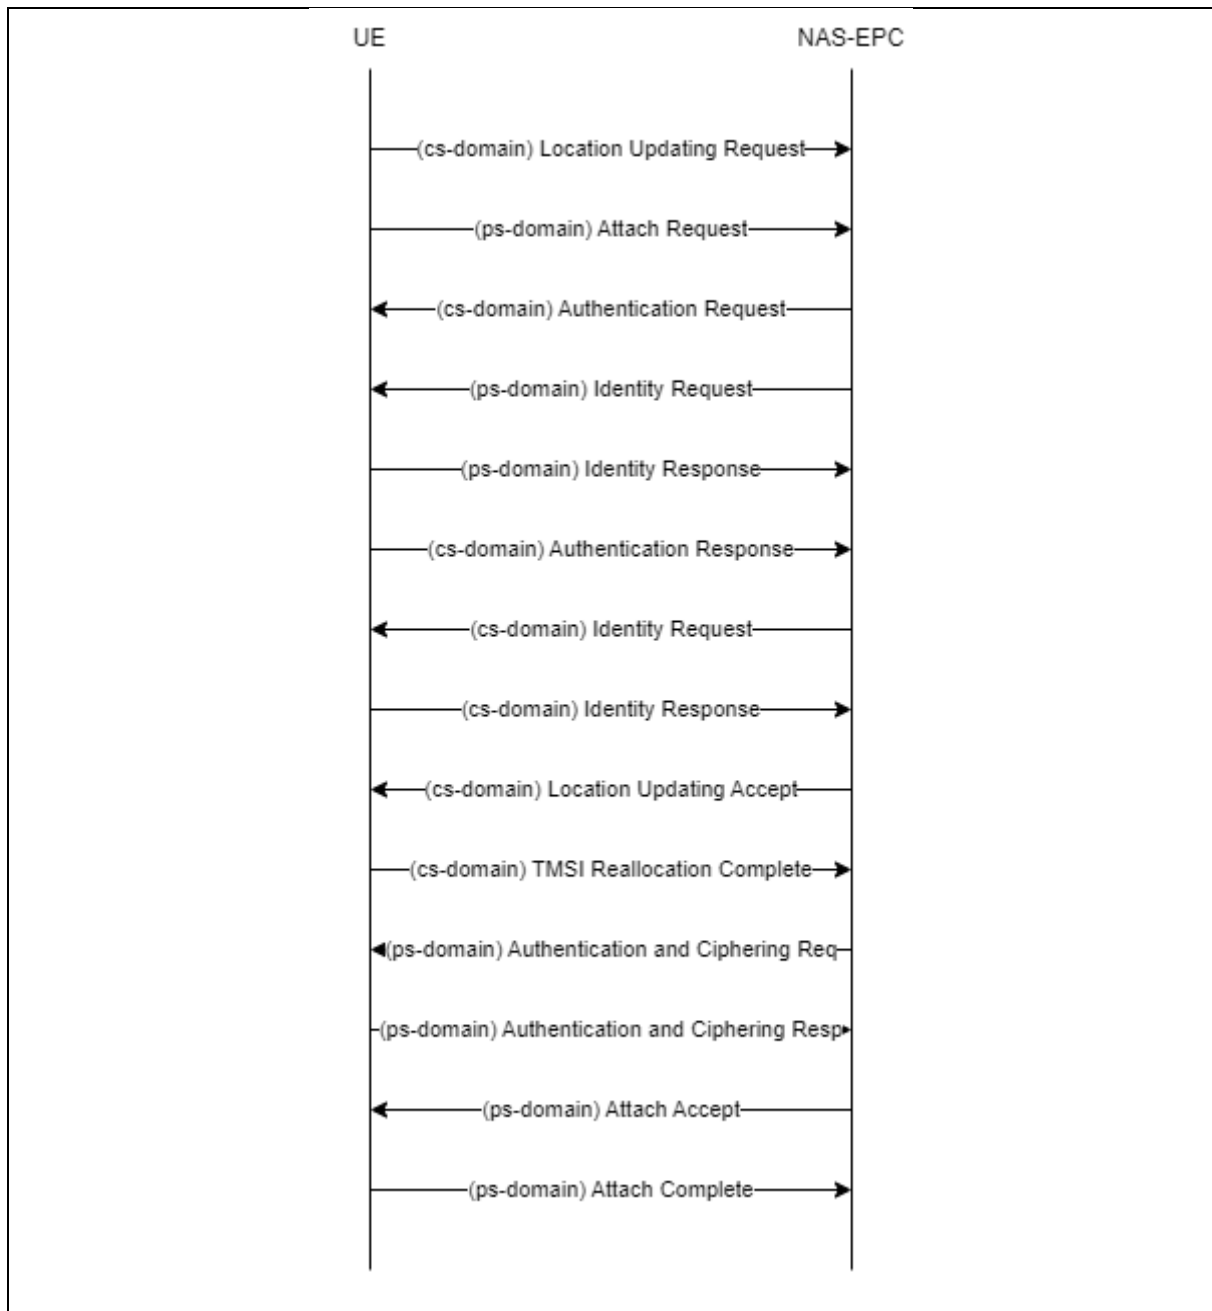 UE NAS-EPC
(cs-domain) Location Updating Request
(ps-domain) Attach Request
(cs-domain) Authentication Request
(ps-domain) Identity Request
(ps-domain) Identity Response
(cs-domain) Authentication Response
(cs-domain) Identity Request
(cs-domain) Identity Response
(cs-domain) Location Updating Accept
(cs-domain) TMSI Reallocation Complete
(ps-domain) Authentication and Ciphering Req
(ps-domain) Authentication and Ciphering Resp
(ps-domain) Attach Accept
(ps-domain) Attach Complete